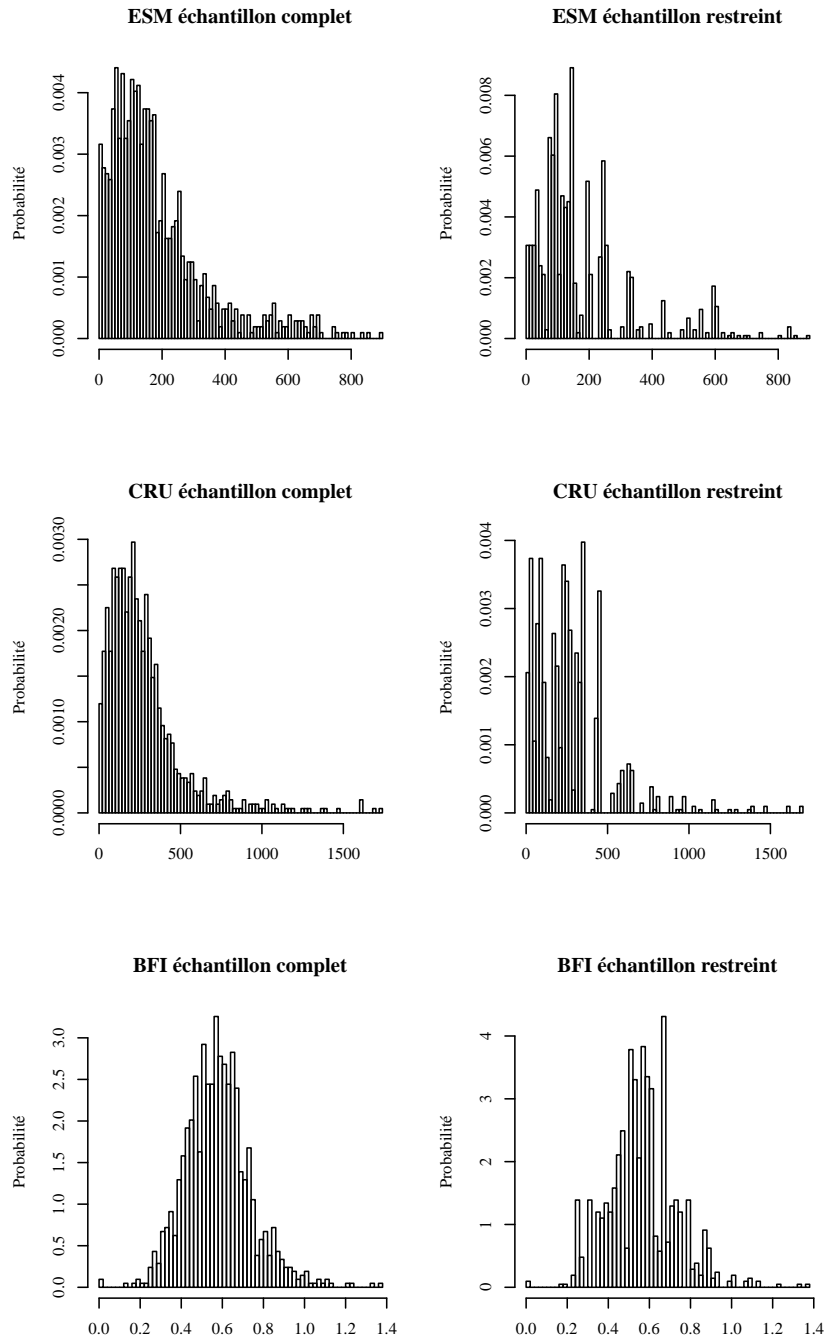 ESM échantillon complet
Probabilité
0.000 0.001 0.002 0.003 0.004
0 200 400 600 800
ESM échantillon restreint
Probabilité
0.000 0.002 0.004 0.006 0.008
0 200 400 600 800
CRU échantillon complet
Probabilité
0.0000 0.0010 0.0020 0.0030
0 500 1000 1500
CRU échantillon restreint
Probabilité
0.000 0.001 0.002 0.003 0.004
0 500 1000 1500
BFI échantillon complet
Probabilité
0.0 0.5 1.0 1.5 2.0 2.5 3.0
0.0 0.2 0.4 0.6 0.8 1.0 1.2 1.4
BFI échantillon restreint
Probabilité
0 1 2 3 4
0.0 0.2 0.4 0.6 0.8 1.0 1.2 1.4